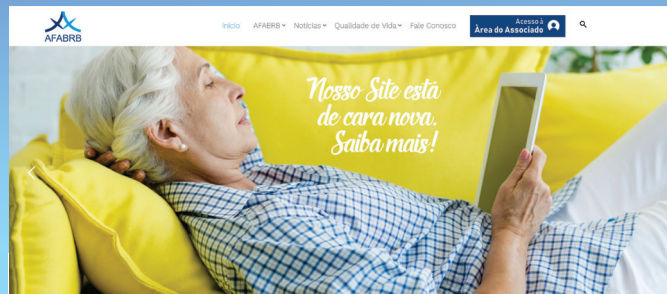 AFABRB
Início AFABRB Notícias Qualidade de Vida Fale Conosco
Acesso à
Área do Associado
Nosso Site está
de cara nova.
Saiba mais!